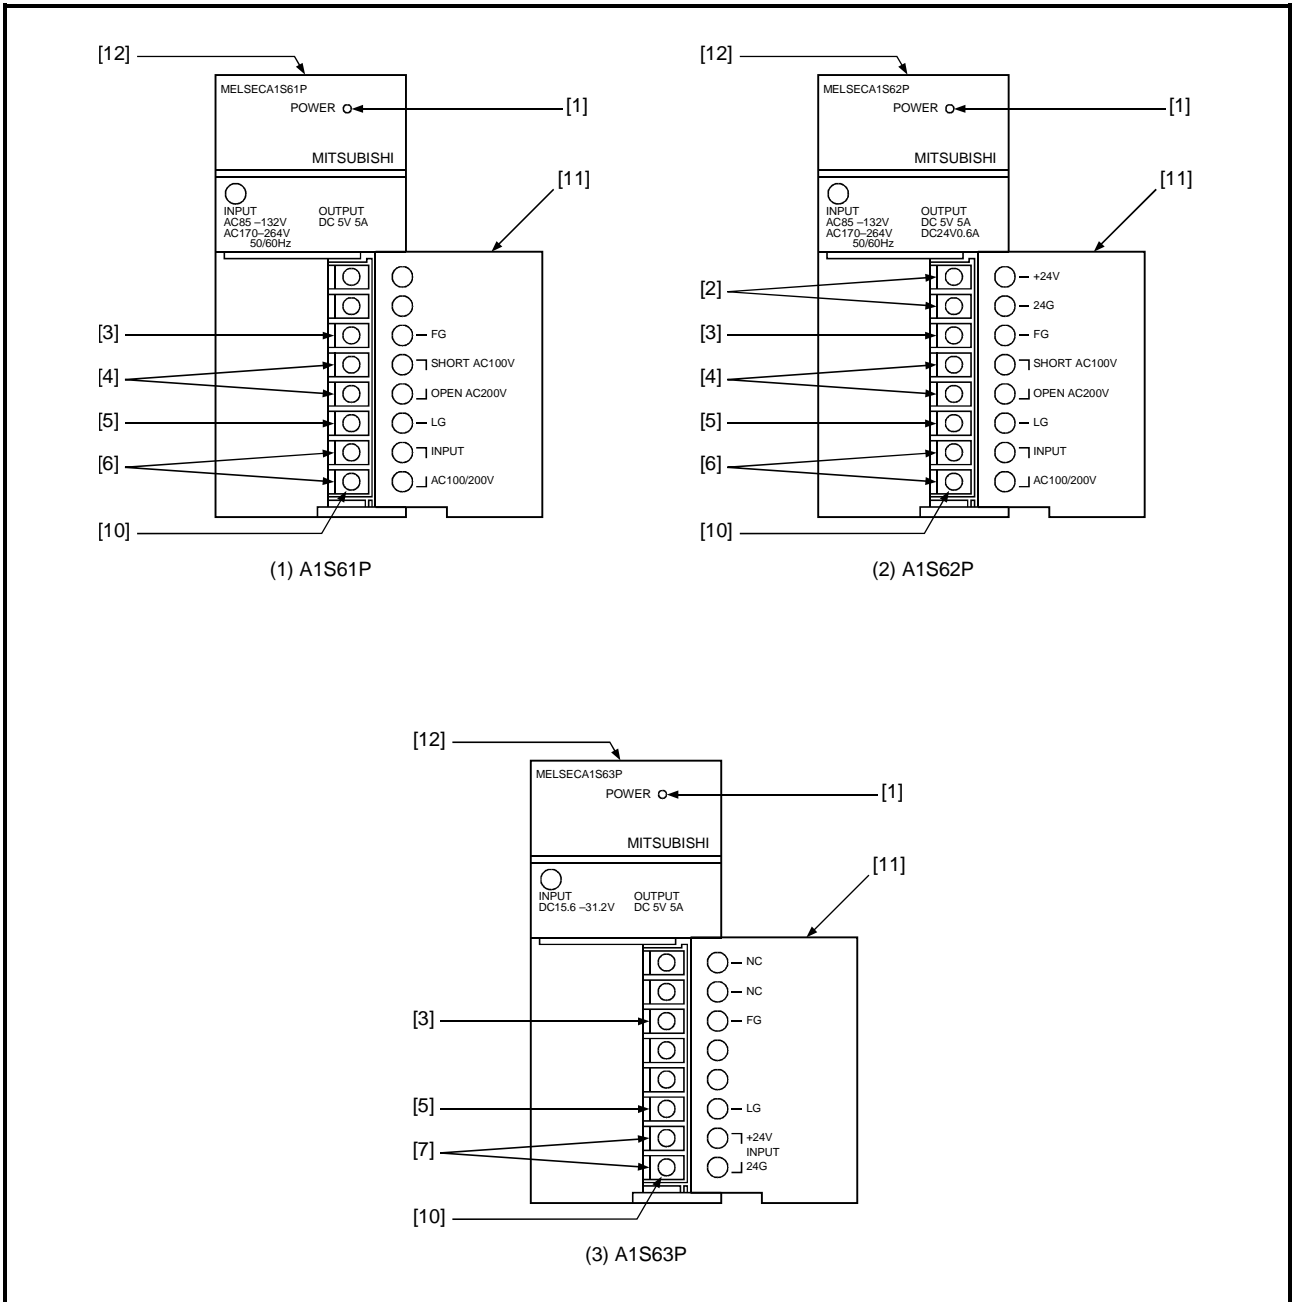 [12]
MELSECA1S61P
POWER
[1]
MITSUBISHI
[11]
INPUT
AC85 –132V
AC170–264V
50/60Hz
OUTPUT
DC 5V 5A
[3]
FG
[4]
SHORT AC100V
OPEN AC200V
[5]
LG
[6]
INPUT
AC100/200V
[10]
(1) A1S61P
[12]
MELSECA1S62P
POWER
[1]
MITSUBISHI
[11]
INPUT
AC85 –132V
AC170–264V
50/60Hz
OUTPUT
DC 5V 5A
DC24V0.6A
[2]
+24V
24G
[3]
FG
[4]
SHORT AC100V
OPEN AC200V
[5]
LG
[6]
INPUT
AC100/200V
[10]
(2) A1S62P
[12]
MELSECA1S63P
POWER
[1]
MITSUBISHI
[11]
INPUT
DC15.6 –31.2V
OUTPUT
DC 5V 5A
NC
NC
[3]
FG
[5]
LG
[7]
+24V
INPUT
24G
[10]
(3) A1S63P